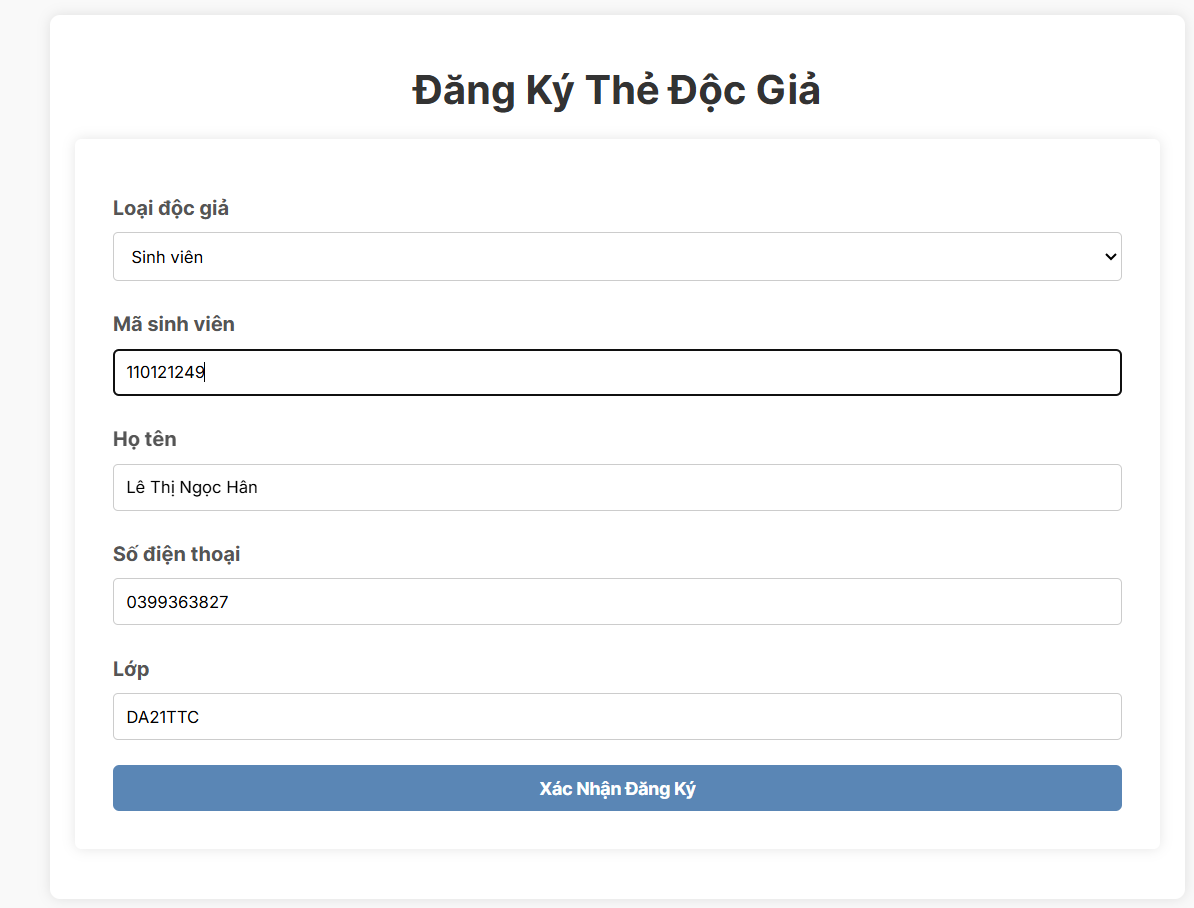 Đăng Ký Thẻ Độc Giả
Loại độc giả
Sinh viên
Mã sinh viên
110121249
Họ tên
Lê Thị Ngọc Hân
Số điện thoại
0399363827
Lớp
DA21TTC
Xác Nhận Đăng Ký